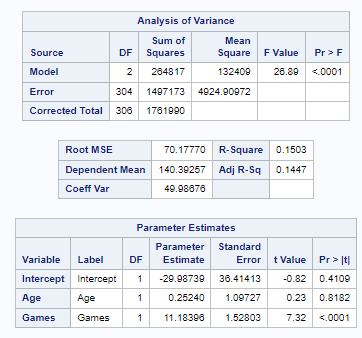 Analysis of Variance
Source DF Sum of Squares Mean Square F Value Pr > F
Model 2 264817 132409 26.89 <.0001
Error 304 1497173 4924.90972
Corrected Total 306 1761990
Root MSE 70.17770 R-Square 0.1503
Dependent Mean 140.39257 Adj R-Sq 0.1447
Coeff Var 49.98676
Parameter Estimates
Variable Label DF Parameter Estimate Standard Error t Value Pr > |t|
Intercept Intercept 1 -29.98739 36.41413 -0.82 0.4109
Age Age 1 0.25240 1.09727 0.23 0.8182
Games Games 1 11.18396 1.52803 7.32 <.0001